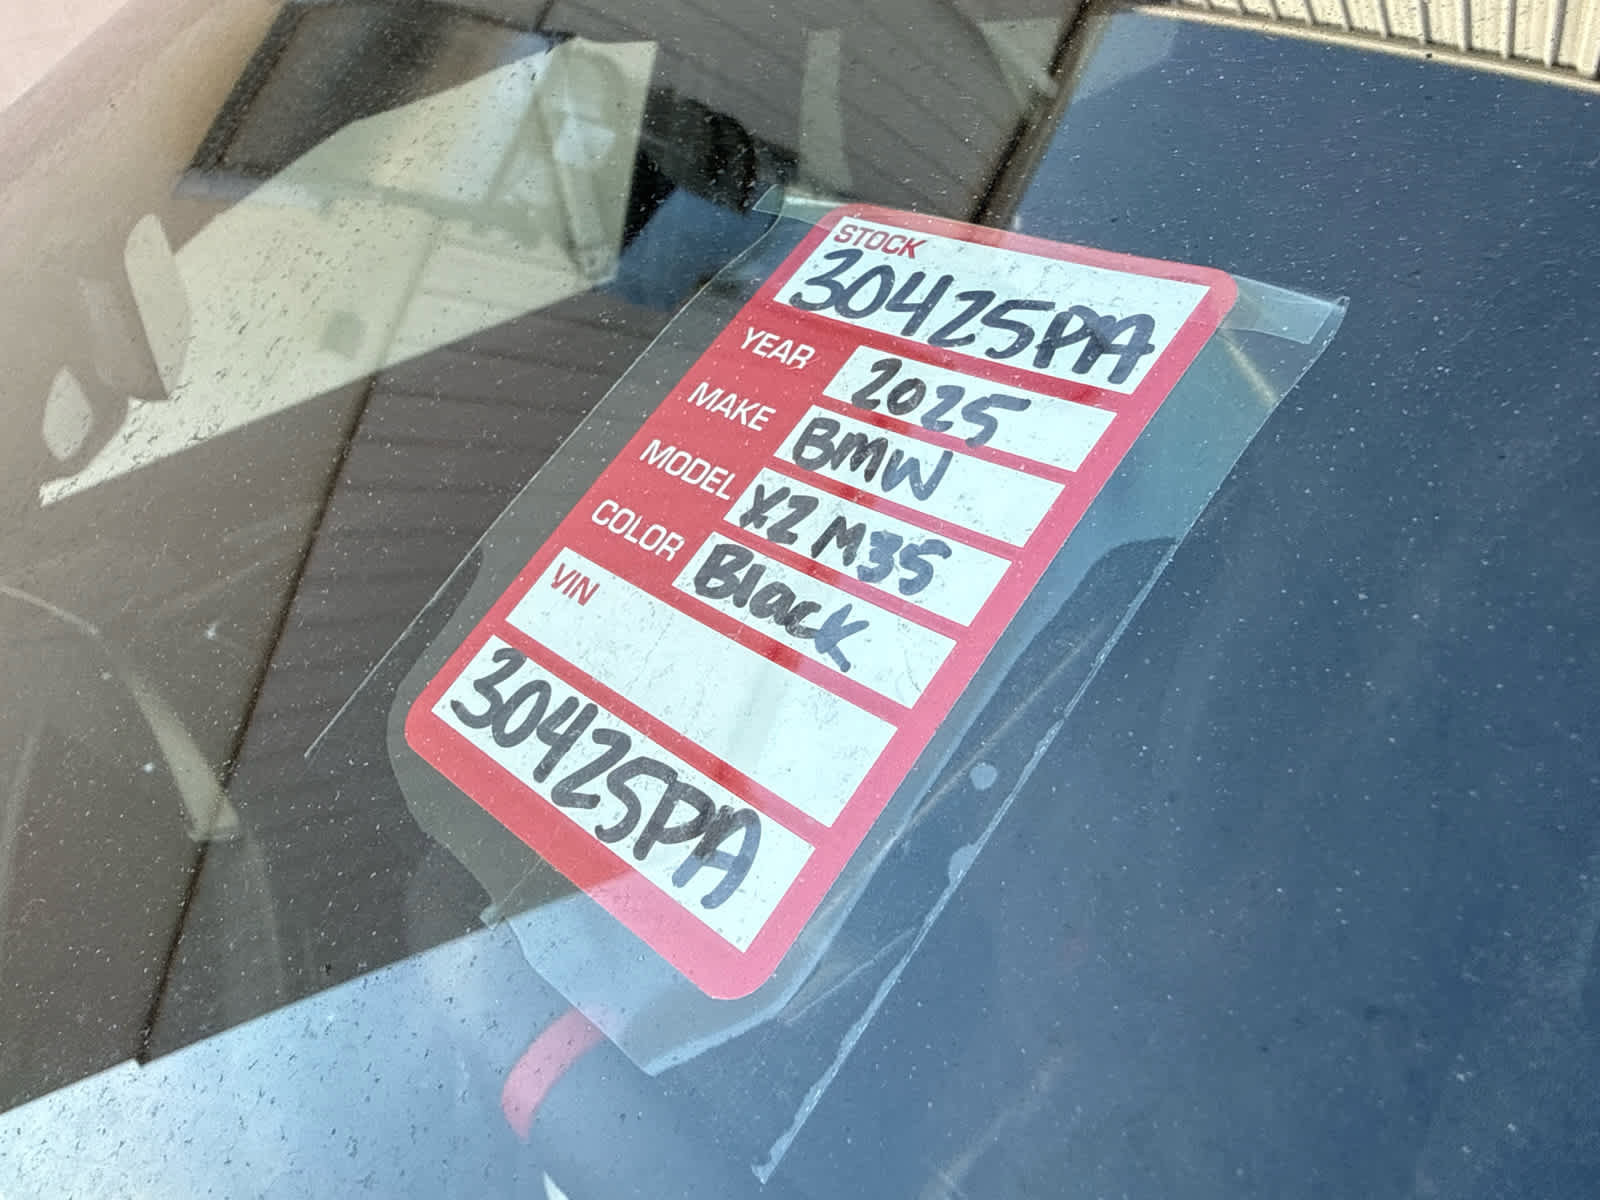 STOCK
30425PA
YEAR 2025
MAKE BMW
MODEL X2 M35
COLOR Black
VIN
30425PA